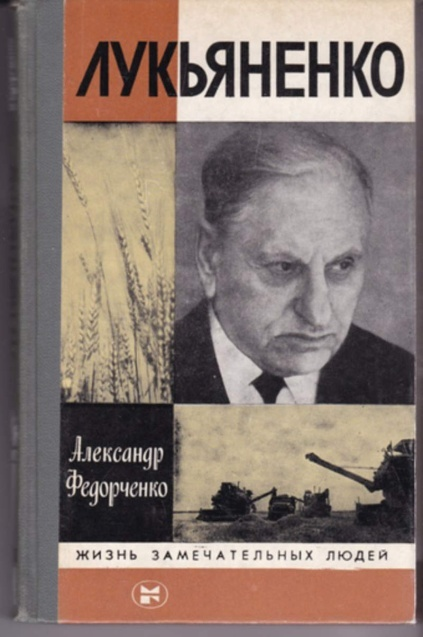 ЛУКЬЯНЕНКО
Александр
Федорченко
ЖИЗНЬ ЗАМЕЧАТЕЛЬНЫХ ЛЮДЕЙ